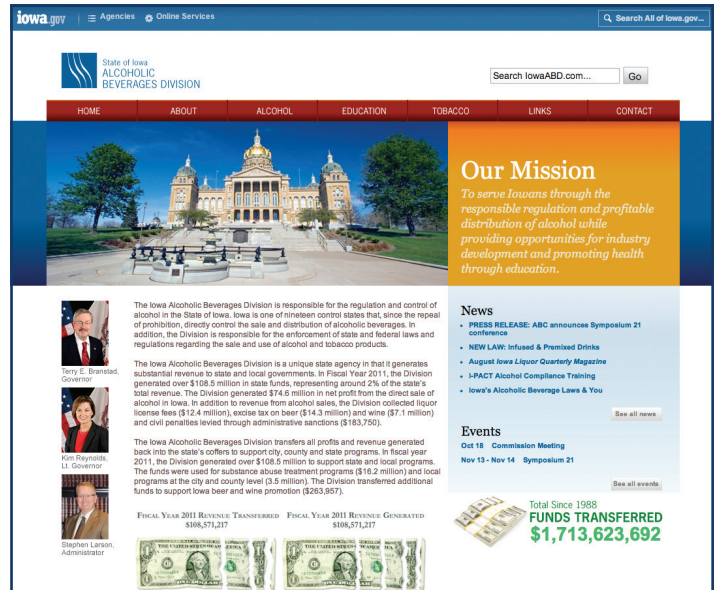 iowa.gov
Agencies
Online Services
Search All of Iowa.gov...
State of Iowa
ALCOHOLIC
BEVERAGES DIVISION
Search IowaABD.com...
Go
HOME ABOUT ALCOHOL EDUCATION TOBACCO LINKS CONTACT
Our Mission
To serve Iowans through the
responsible regulation and profitable
distribution of alcohol while
providing opportunities for industry
development and promoting health
through education.
Terry E. Branstad,
Governor
Kim Reynolds,
Lt. Governor
Stephen Larson,
Administrator
The Iowa Alcoholic Beverages Division is responsible for the regulation and control of
alcohol in the State of Iowa. Iowa is one of nineteen control states that, since the repeal
of prohibition, directly control the sale and distribution of alcoholic beverages. In
addition, the Division is responsible for the enforcement of state and federal laws and
regulations regarding the sale and use of alcohol and tobacco products.
The Iowa Alcoholic Beverages Division is a unique state agency in that it generates
substantial revenue to state and local governments. In Fiscal Year 2011, the Division
generated over $108.5 million in state funds, representing around 2% of the state's
total revenue. The Division generated $74.6 million in net profit from the direct sale of
alcohol in Iowa. In addition to revenue from alcohol sales, the Division collected liquor
license fees ($12.4 million), excise tax on beer ($14.3 million) and wine ($7.1 million)
and civil penalties levied through administrative sanctions ($183,750).
The Iowa Alcoholic Beverages Division transfers all profits and revenue generated
back into the state's coffers to support city, county and state programs. In fiscal year
2011, the Division generated over $108.5 million to support state and local programs.
The funds were used for substance abuse treatment programs ($16.2 million) and local
programs at the city and county level (3.5 million). The Division transferred additional
funds to support Iowa beer and wine promotion ($263,957).
FISCAL YEAR 2011 REVENUE TRANSFERRED
$108,571,217
FISCAL YEAR 2011 REVENUE GENERATED
$108,571,217
News
PRESS RELEASE: ABC announces Symposium 21
conference
NEW LAW: Infused & Premixed Drinks
August Iowa Liquor Quarterly Magazine
I-PACT Alcohol Compliance Training
Iowa's Alcoholic Beverage Laws & You
See all news
Events
Oct 18 Commission Meeting
Nov 13 - Nov 14 Symposium 21
See all events
Total Since 1988
FUNDS TRANSFERRED
$1,713,623,692